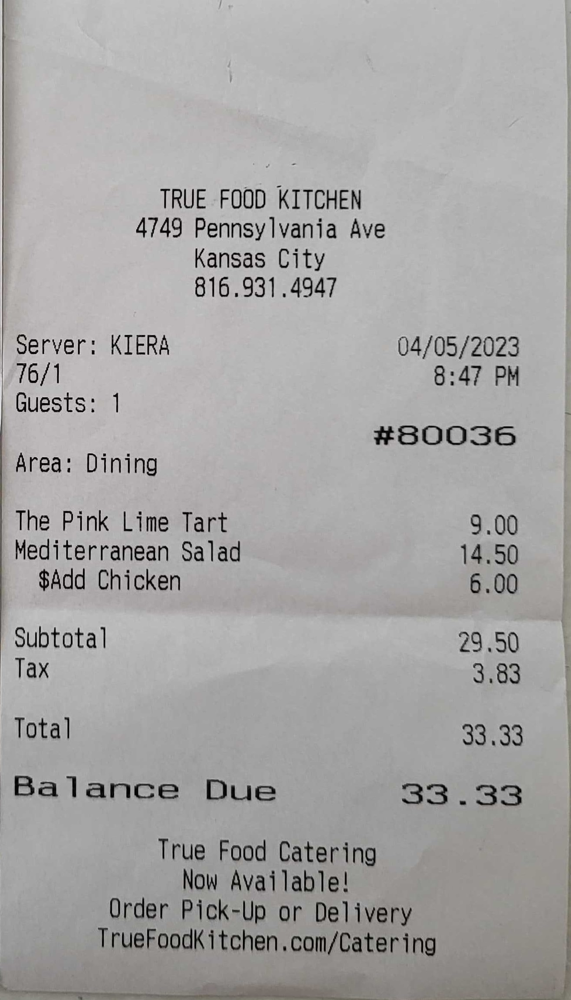 TRUE FOOD KITCHEN
4749 Pennsylvania Ave
Kansas City
816.931.4947
Server: KIERA 04/05/2023
76/1 8:47 PM
Guests: 1
#80036
Area: Dining
The Pink Lime Tart 9.00
Mediterranean Salad 14.50
$Add Chicken 6.00
Subtotal 29.50
Tax 3.83
Total 33.33
Balance Due 33.33
True Food Catering
Now Available!
Order Pick-Up or Delivery
TrueFoodKitchen.com/Catering